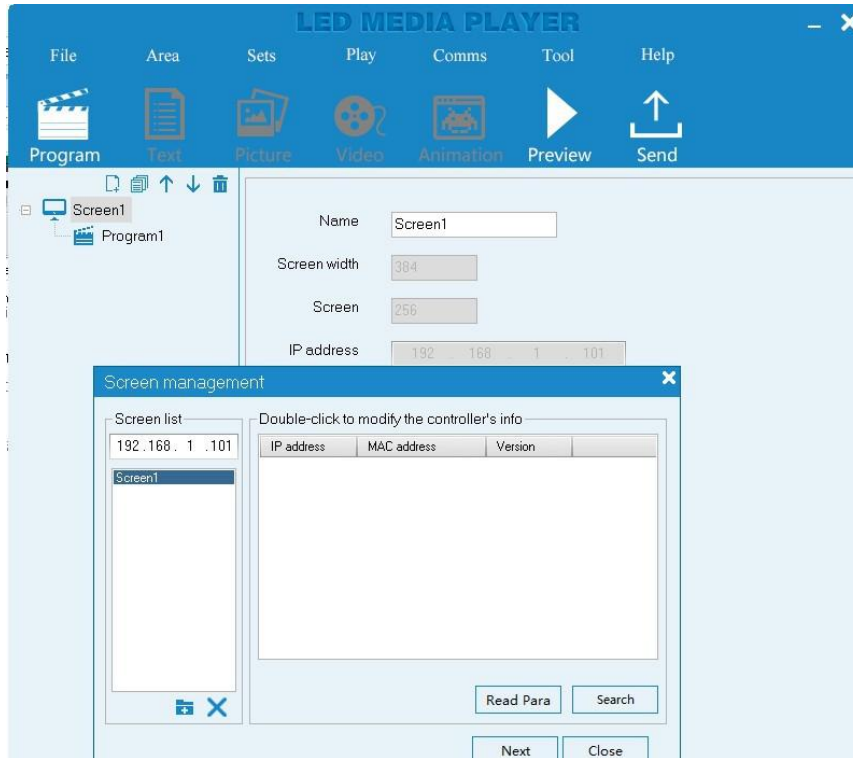 LED MEDIA PLAYER
File Area Sets Play Comms Tool Help
Program Text Picture Video Animation Preview Send
Screen1
Program1
Name Screen1
Screen width 384
Screen 256
IP address 192 . 168 . 1 . 101
Screen management
Screen list
192.168. 1 .101
Screen1
Double-click to modify the controller's info
IP address MAC address Version
Read Para Search
Next Close